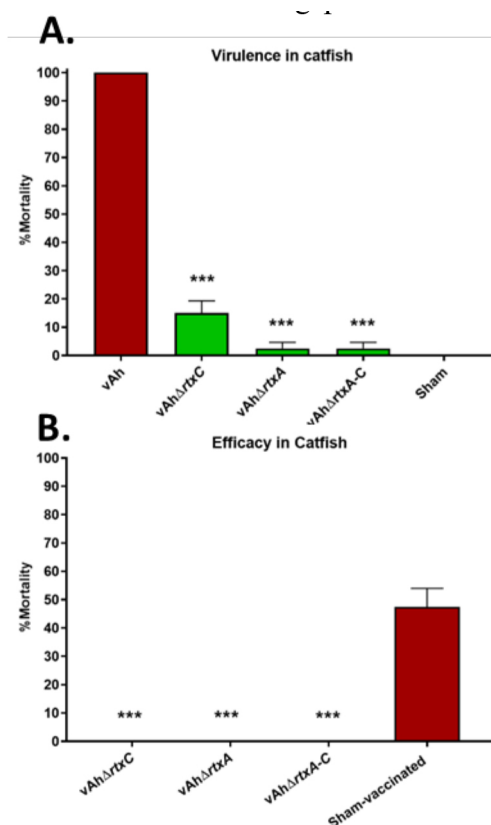 A.
Virulence in catfish
%Mortality
100
90
80
70
60
50
40
30
20
10
0
***
***
***
vAh
vAhΔrtxC
vAhΔrtxA
vAhΔrtxA-C
Sham
B.
Efficacy in Catfish
%Mortality
100
90
80
70
60
50
40
30
20
10
0
***
***
***
vAhΔrtxC
vAhΔrtxA
vAhΔrtxA-C
Sham-vaccinated